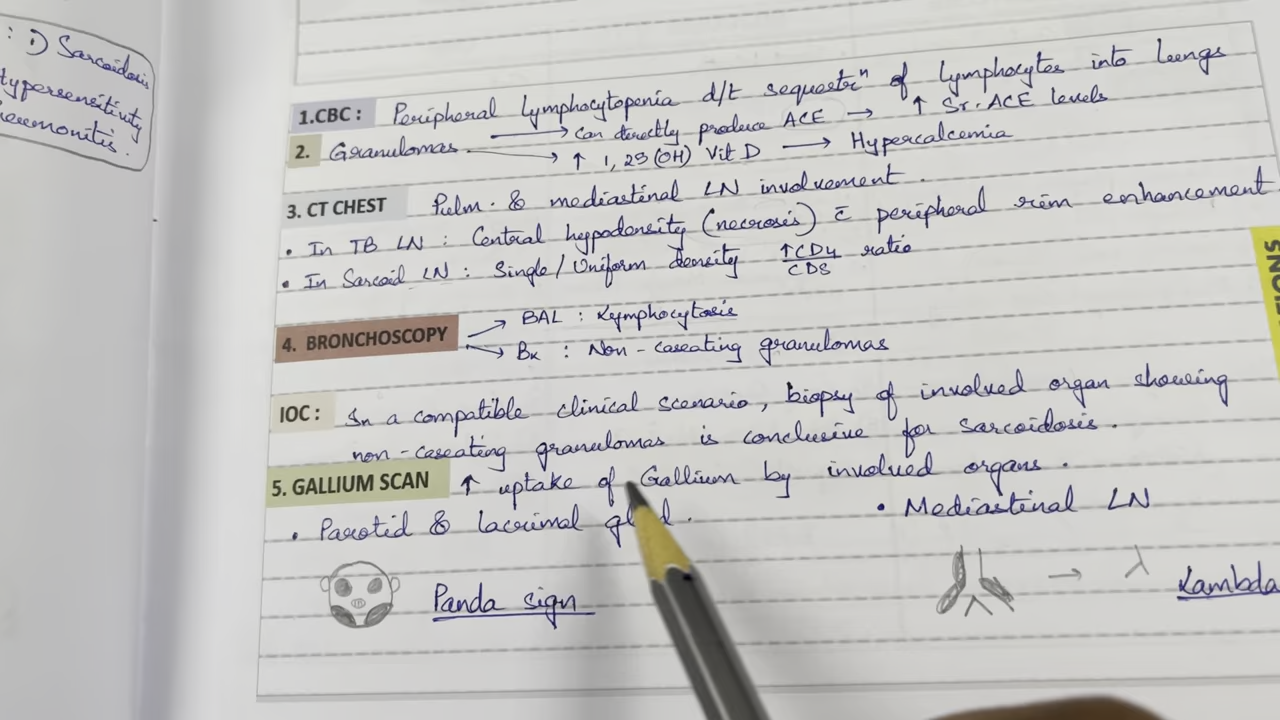 : 1) Sarcoidosis
ypersensitivity
neumonitis.
1.CBC : Peripheral lymphocytopenia d/t sequestrⁿ of lymphocytes into lungs
2. Granulomas → can directly produce ACE → ↑ Sr. ACE levels
→ ↑ 1, 25 (OH) Vit D → Hypercalcemia
3. CT CHEST Pulm. & mediastinal LN involvement.
• In TB LN : Central hypodensity (necrosis) c̄ peripheral rim enhancement
• In Sarcoid LN : Single / Uniform density ↑CD4/CD8 ratio
4. BRONCHOSCOPY → BAL : Lymphocytosis
→ Bx : Non-caseating granulomas
IOC : In a compatible clinical scenario, biopsy of involved organ showing
non-caseating granulomas is conclusive for sarcoidosis.
5. GALLIUM SCAN ↑ uptake of Gallium by involved organs.
• Parotid & lacrimal gland.
• Mediastinal LN
Panda sign
→ λ Lambda